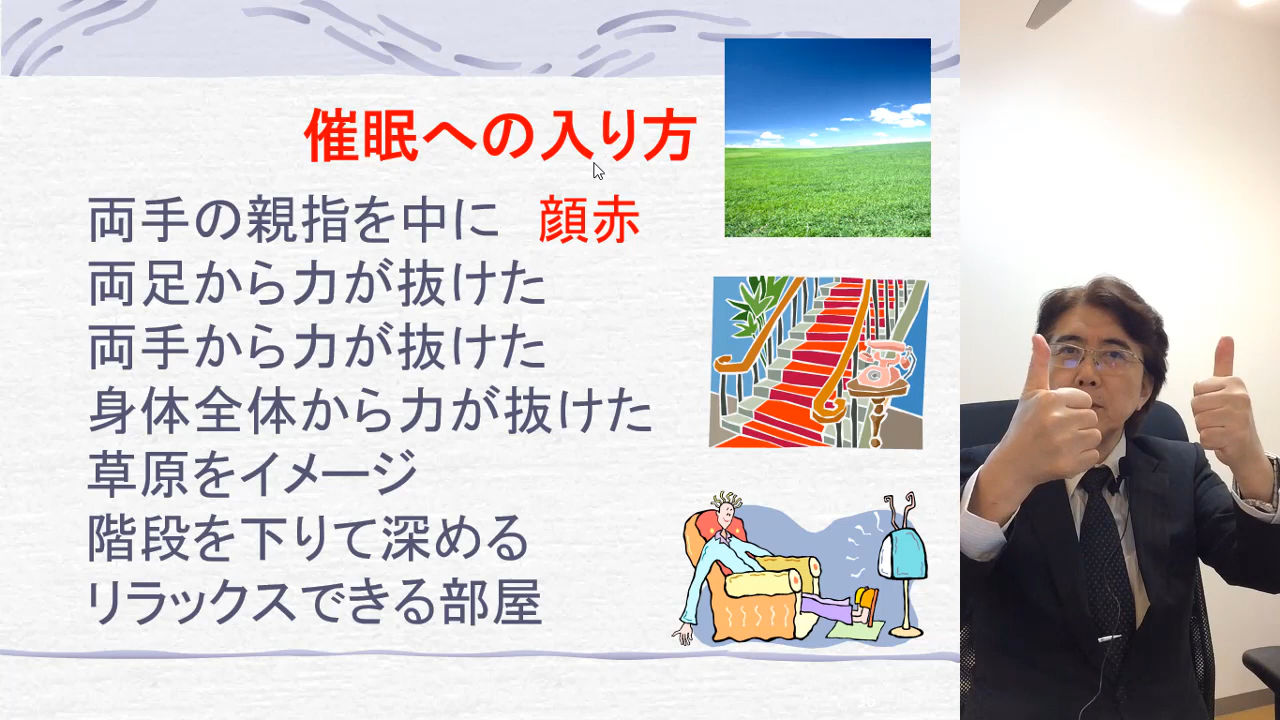 催眠への入り方
両手の親指を中に 顔赤
両足から力が抜けた
両手から力が抜けた
身体全体から力が抜けた
草原をイメージ
階段を下りて深める
リラックスできる部屋